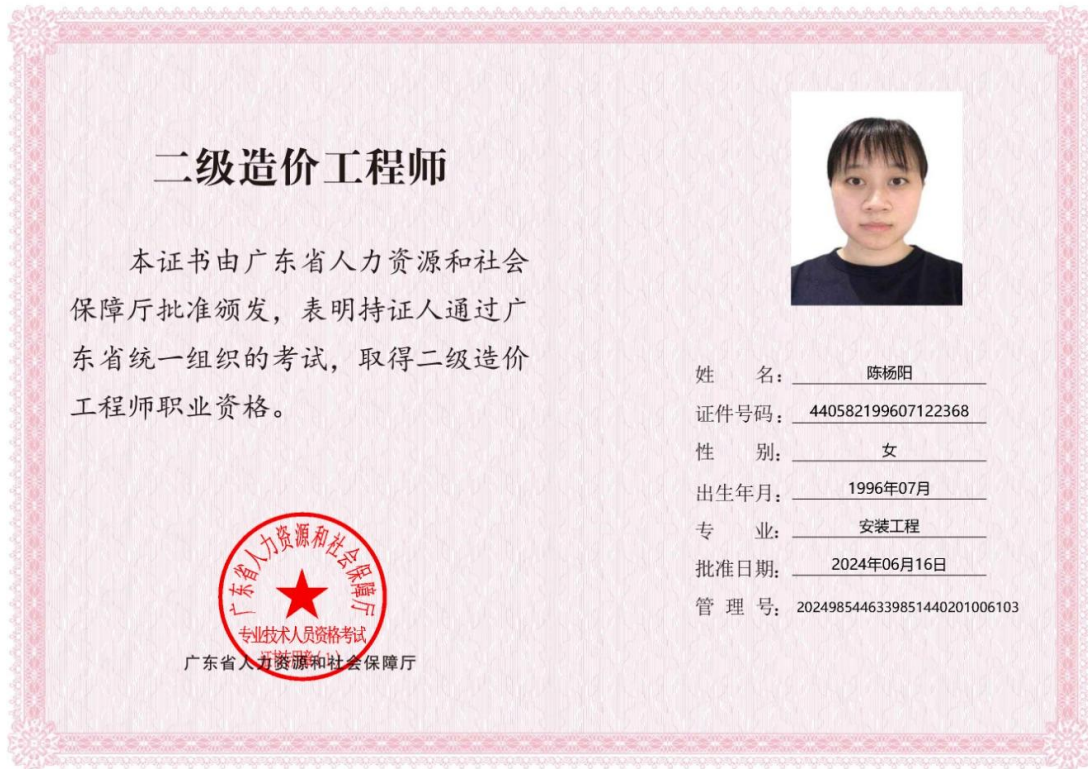 二级造价工程师
本证书由广东省人力资源和社会
保障厅批准颁发，表明持证人通过广
东省统一组织的考试，取得二级造价
工程师职业资格。
广东省人力资源和社会保障厅
专业技术人员资格考试
广东省人力资源和社会保障厅
姓 名：陈杨阳
证件号码：440582199607122368
性 别：女
出生年月：1996年07月
专 业：安装工程
批准日期：2024年06月16日
管 理 号：2024985446339851440201006103